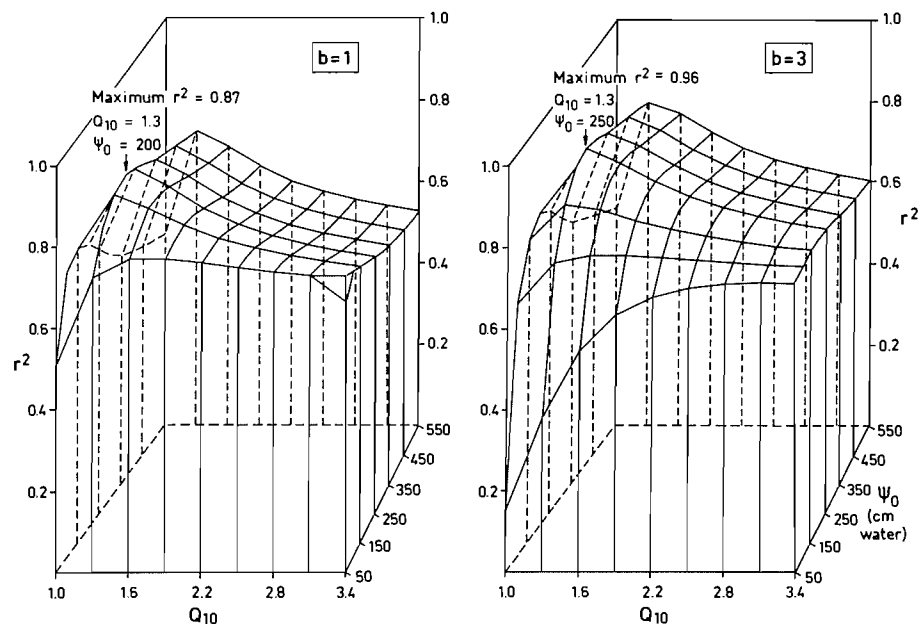 b=1
Maximum r² = 0.87
Q₁₀ = 1.3
Ψ₀ = 200
1.0
0.8
0.6
0.4
0.2
r²
1.0
0.8
0.6
0.4
0.2
1.0
1.6
2.2
2.8
3.4
Q₁₀
50
150
250
350
450
550
b=3
Maximum r² = 0.96
Q₁₀ = 1.3
Ψ₀ = 250
1.0
0.8
0.6
0.4
0.2
1.0
0.8
0.6
r²
0.4
0.2
1.0
1.6
2.2
2.8
3.4
Q₁₀
50
150
250
350
450
550
Ψ₀
(cm
water)